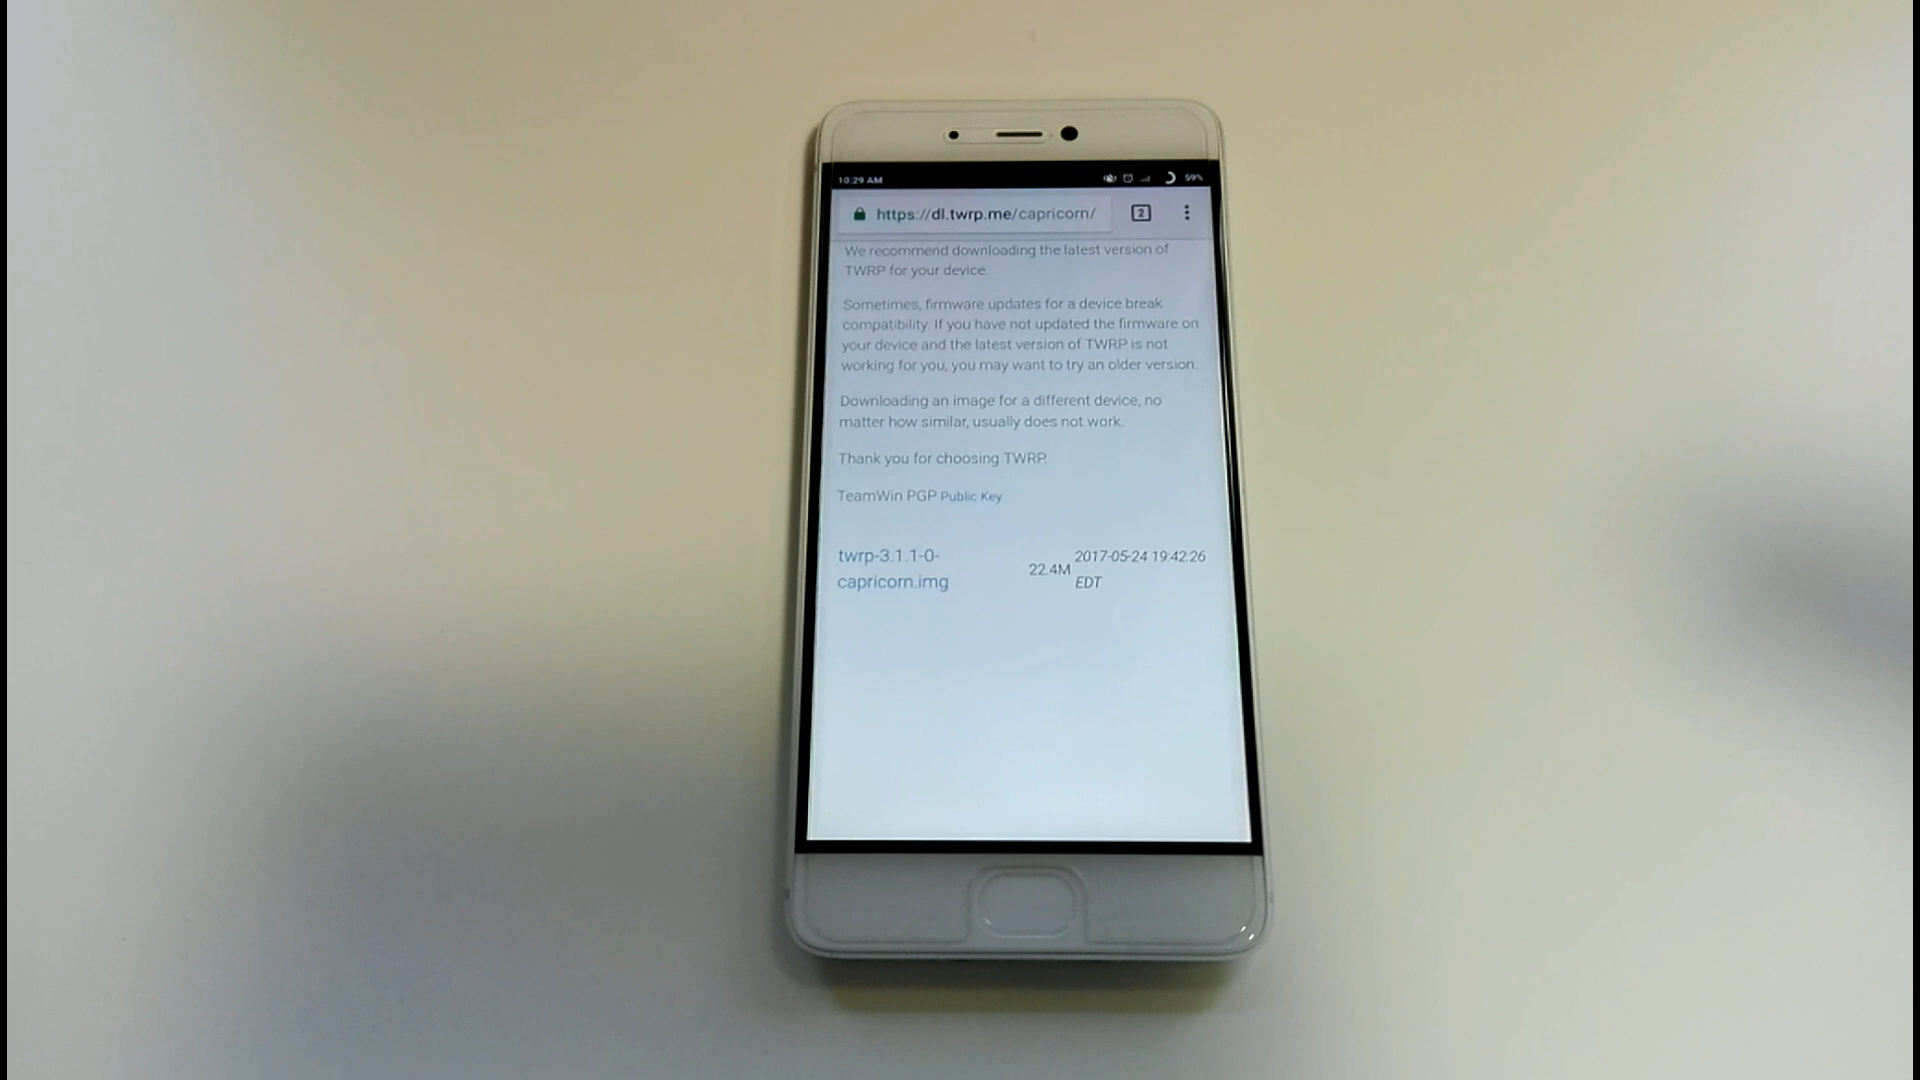 10:29 AM
59%
https://dl.twrp.me/capricorn/
2
We recommend downloading the latest version of
TWRP for your device.
Sometimes, firmware updates for a device break
compatibility. If you have not updated the firmware on
your device and the latest version of TWRP is not
working for you, you may want to try an older version.
Downloading an image for a different device, no
matter how similar, usually does not work.
Thank you for choosing TWRP.
TeamWin PGP Public Key
twrp-3.1.1-0-
capricorn.img
22.4M
2017-05-24 19:42:26
EDT